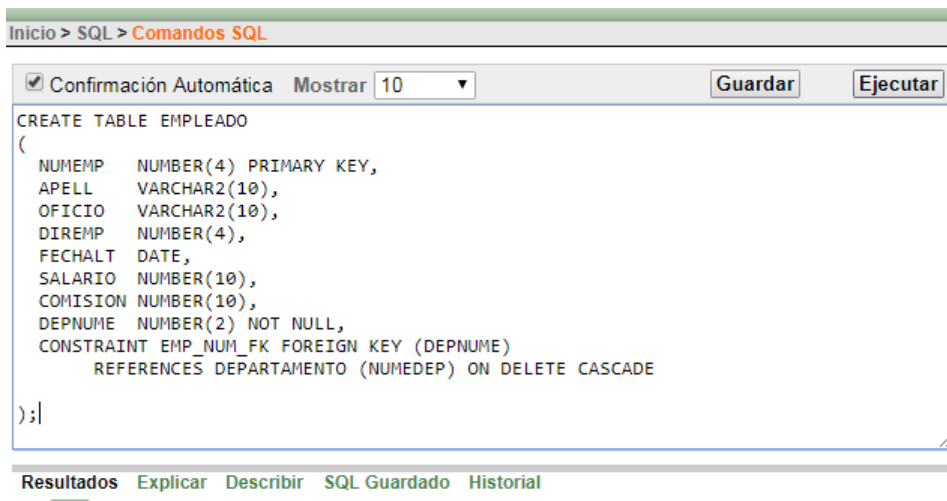 Inicio > SQL > Comandos SQL
Confirmación Automática Mostrar 10 Guardar Ejecutar
CREATE TABLE EMPLEADO
(
NUMEMP NUMBER(4) PRIMARY KEY,
APELL VARCHAR2(10),
OFICIO VARCHAR2(10),
DIREMP NUMBER(4),
FECHALT DATE,
SALARIO NUMBER(10),
COMISION NUMBER(10),
DEPNUME NUMBER(2) NOT NULL,
CONSTRAINT EMP_NUM_FK FOREIGN KEY (DEPNUME)
REFERENCES DEPARTAMENTO (NUMEDEP) ON DELETE CASCADE
);
Resultados Explicar Describir SQL Guardado Historial